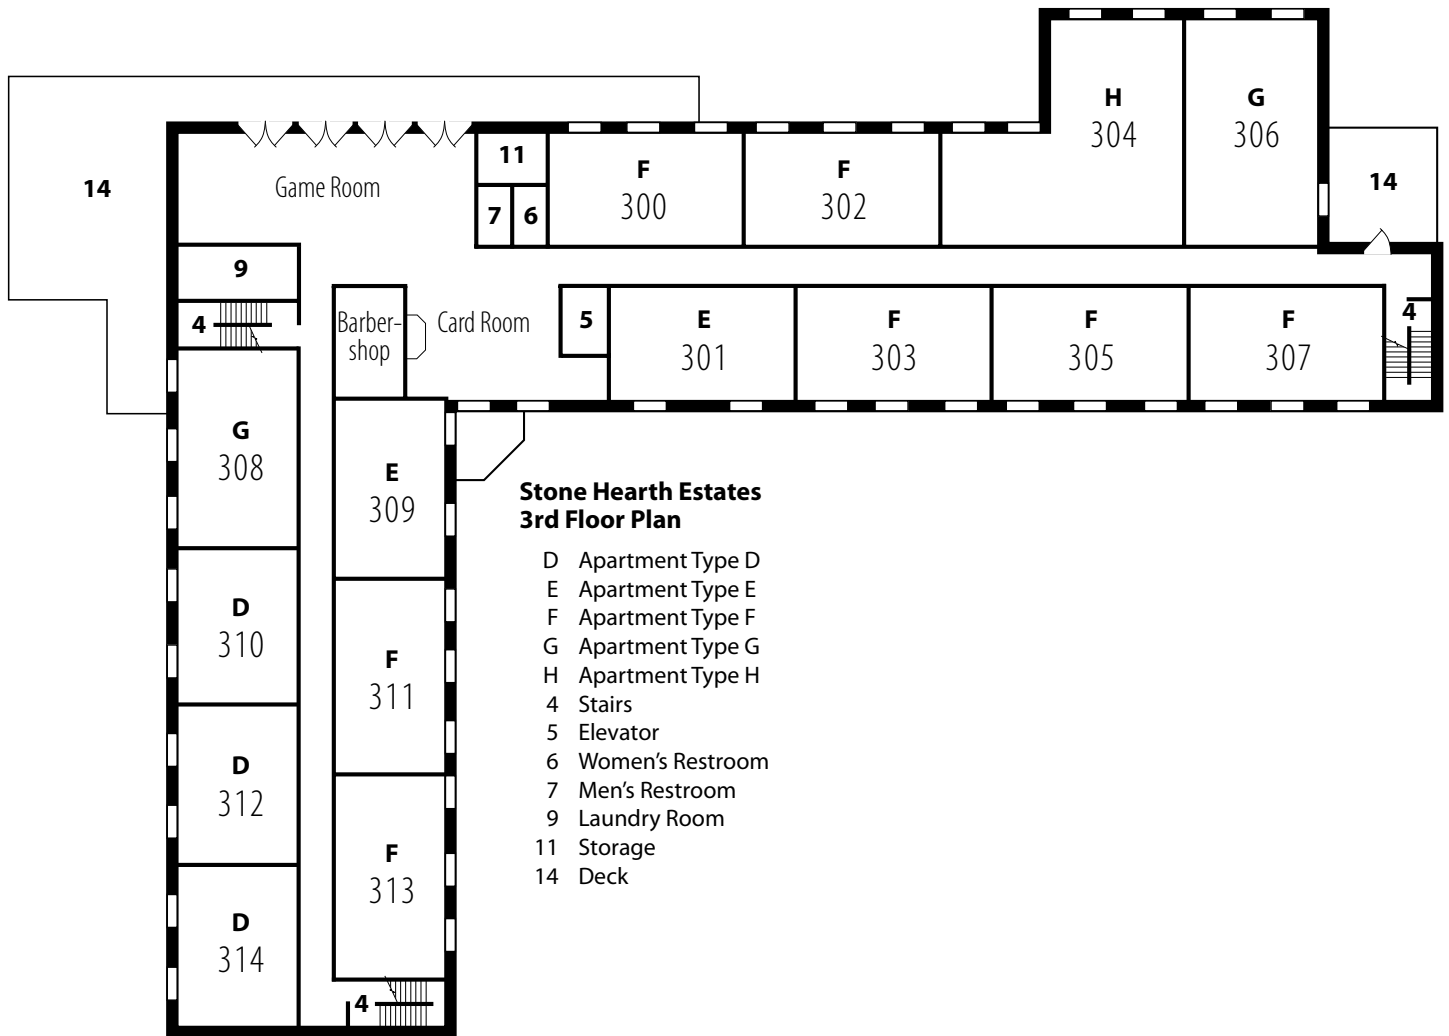 H
304
G
306
14
14
Game Room
11
7
6
F
300
F
302
9
4
Barber-
shop
Card Room
5
E
301
F
303
F
305
F
307
4
G
308
E
309
D
310
F
311
D
312
F
313
D
314
4
Stone Hearth Estates
3rd Floor Plan
D Apartment Type D
E Apartment Type E
F Apartment Type F
G Apartment Type G
H Apartment Type H
4 Stairs
5 Elevator
6 Women's Restroom
7 Men's Restroom
9 Laundry Room
11 Storage
14 Deck